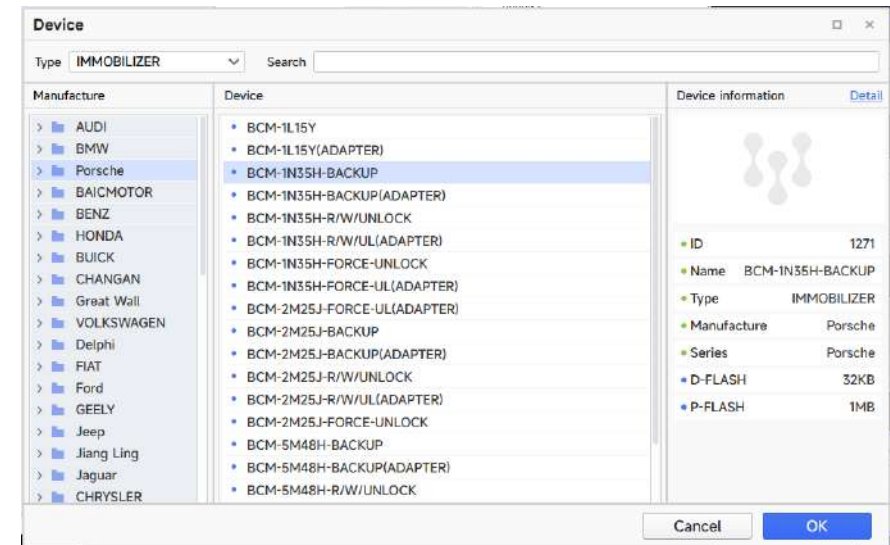 Device
Type IMMOBILIZER Search
Manufacture
AUDI
BMW
Porsche
BAICMOTOR
BENZ
HONDA
BUICK
CHANGAN
Great Wall
VOLKSWAGEN
Delphi
FIAT
Ford
GEELY
Jeep
Jiang Ling
Jaguar
CHRYSLER
Device
BCM-1L15Y
BCM-1L15Y(ADAPTER)
BCM-1N35H-BACKUP
BCM-1N35H-BACKUP(ADAPTER)
BCM-1N35H-R/W/UNLOCK
BCM-1N35H-R/W/UL(ADAPTER)
BCM-1N35H-FORCE-UNLOCK
BCM-1N35H-FORCE-UL(ADAPTER)
BCM-2M25J-FORCE-UL(ADAPTER)
BCM-2M25J-BACKUP
BCM-2M25J-BACKUP(ADAPTER)
BCM-2M25J-R/W/UNLOCK
BCM-2M25J-R/W/UL(ADAPTER)
BCM-2M25J-FORCE-UNLOCK
BCM-5M48H-BACKUP
BCM-5M48H-BACKUP(ADAPTER)
BCM-5M48H-R/W/UNLOCK
Device information Detail
ID 1271
Name BCM-1N35H-BACKUP
Type IMMOBILIZER
Manufacture Porsche
Series Porsche
D-FLASH 32KB
P-FLASH 1MB
Cancel OK